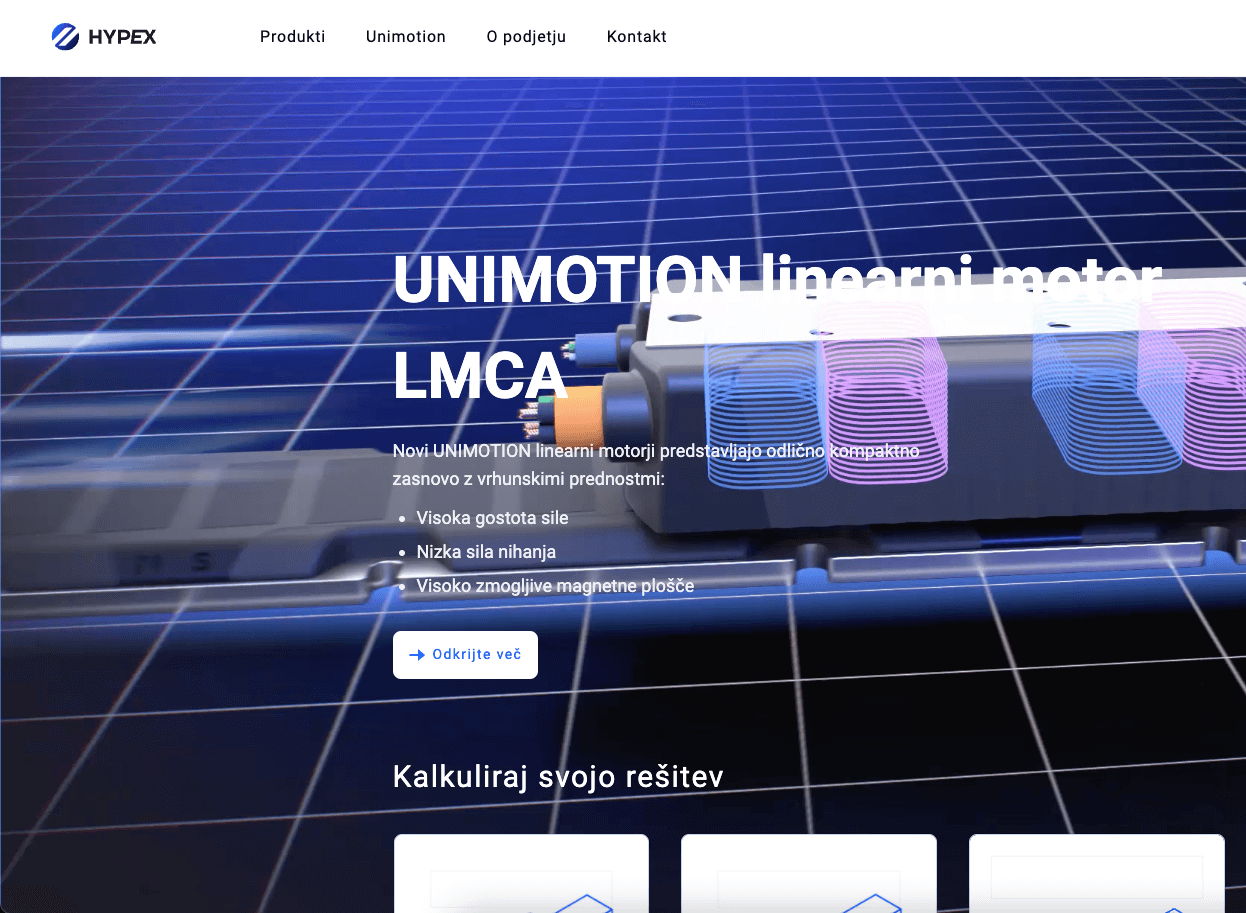 HYPEX
Produkti
Unimotion
O podjetju
Kontakt
UNIMOTION linearni motor
LMCA
Novi UNIMOTION linearni motorji predstavljajo odlično kompaktno
zasnovo z vrhunskimi prednostmi:
Visoka gostota sile
Nizka sila nihanja
Visoko zmogljive magnetne plošče
Odkrijte več
Kalkuliraj svojo rešitev